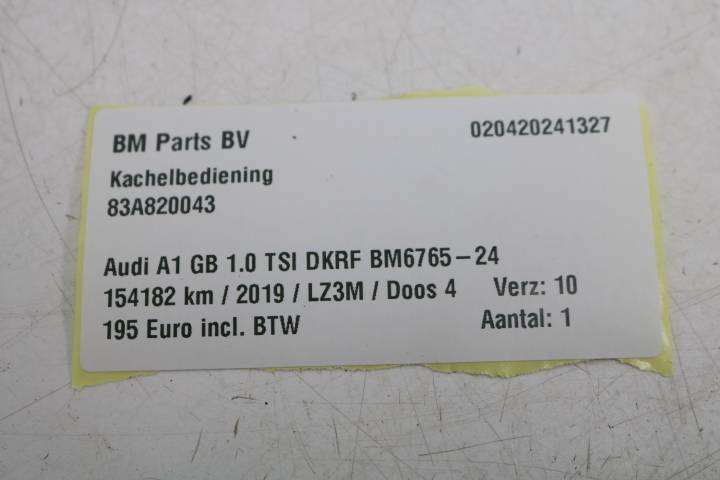 BM Parts BV 020420241327
Kachelbediening
83A820043
Audi A1 GB 1.0 TSI DKRF BM6765-24
154182 km / 2019 / LZ3M / Doos 4 Verz: 10
195 Euro incl. BTW Aantal: 1